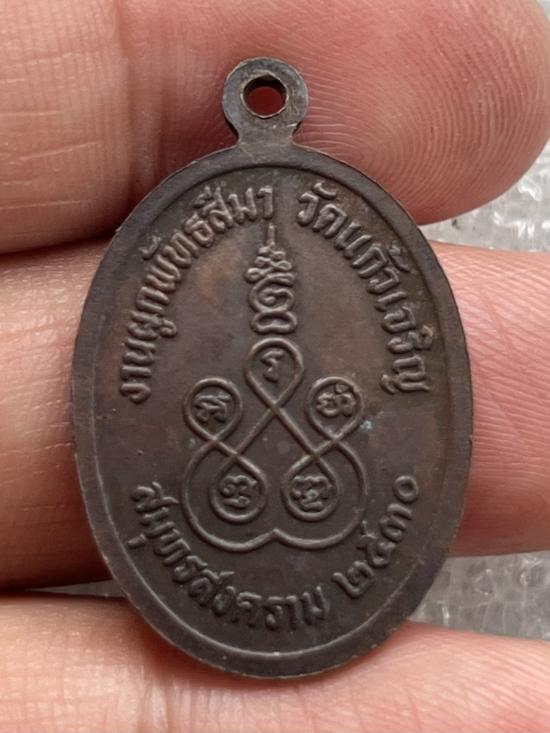 งานผูกพัทธสีมา วัดแก้วเจริญ
สมุทรสงคราม ๒๕๓๐